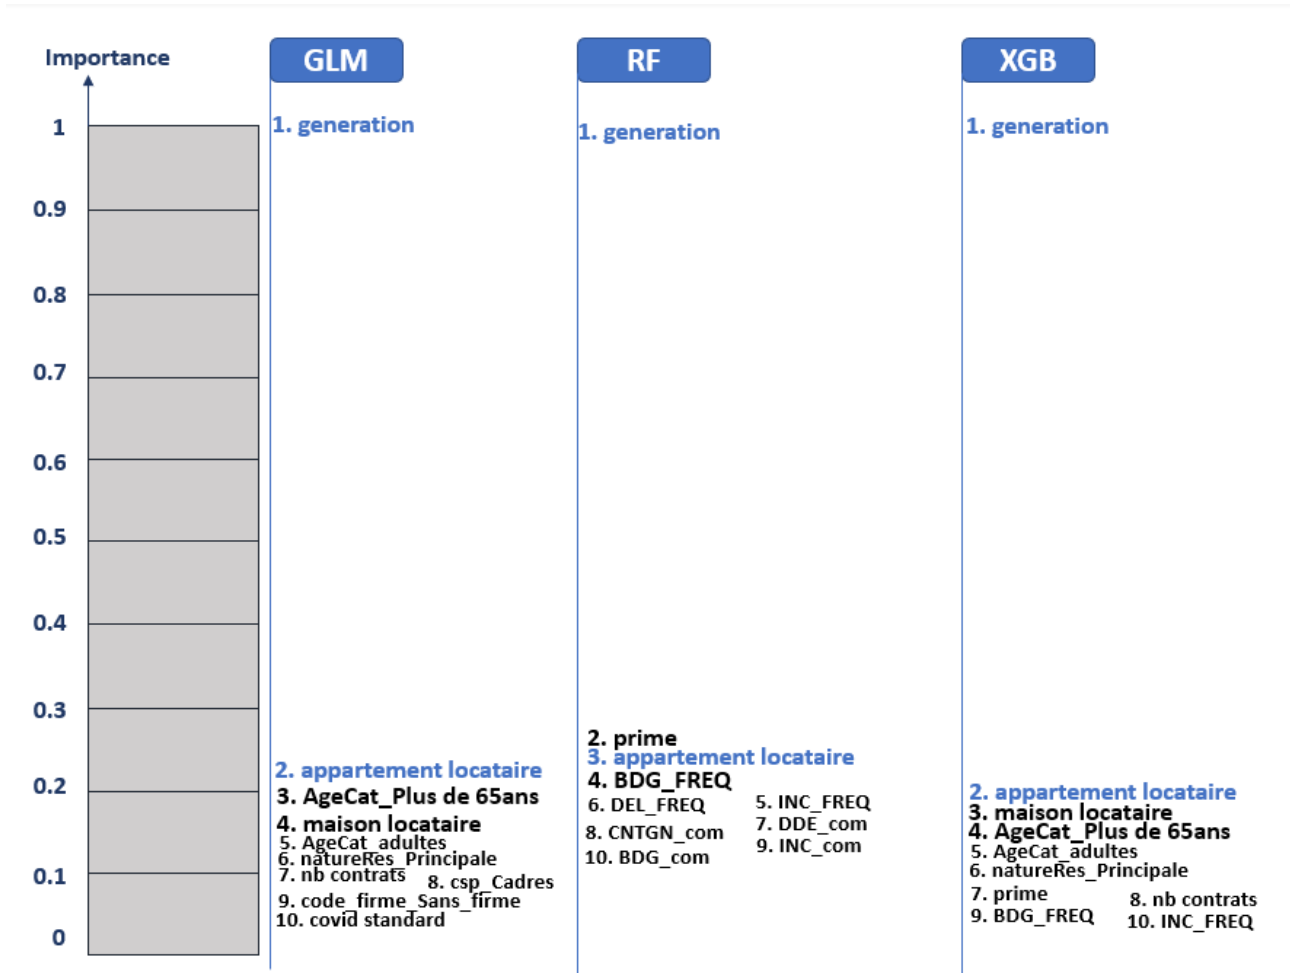 Importance
1
0.9
0.8
0.7
0.6
0.5
0.4
0.3
0.2
0.1
0
GLM
1. generation
2. appartement locataire
3. AgeCat_Plus de 65ans
4. maison locataire
5. AgeCat_adultes
6. natureRes_Principale
7. nb contrats
8. csp_Cadres
9. code_firme_Sans_firme
10. covid standard
RF
1. generation
2. prime
3. appartement locataire
4. BDG_FREQ
5. INC_FREQ
6. DEL_FREQ
7. DDE_com
8. CNTGN_com
9. INC_com
10. BDG_com
XGB
1. generation
2. appartement locataire
3. maison locataire
4. AgeCat_Plus de 65ans
5. AgeCat_adultes
6. natureRes_Principale
7. prime
8. nb contrats
9. BDG_FREQ
10. INC_FREQ